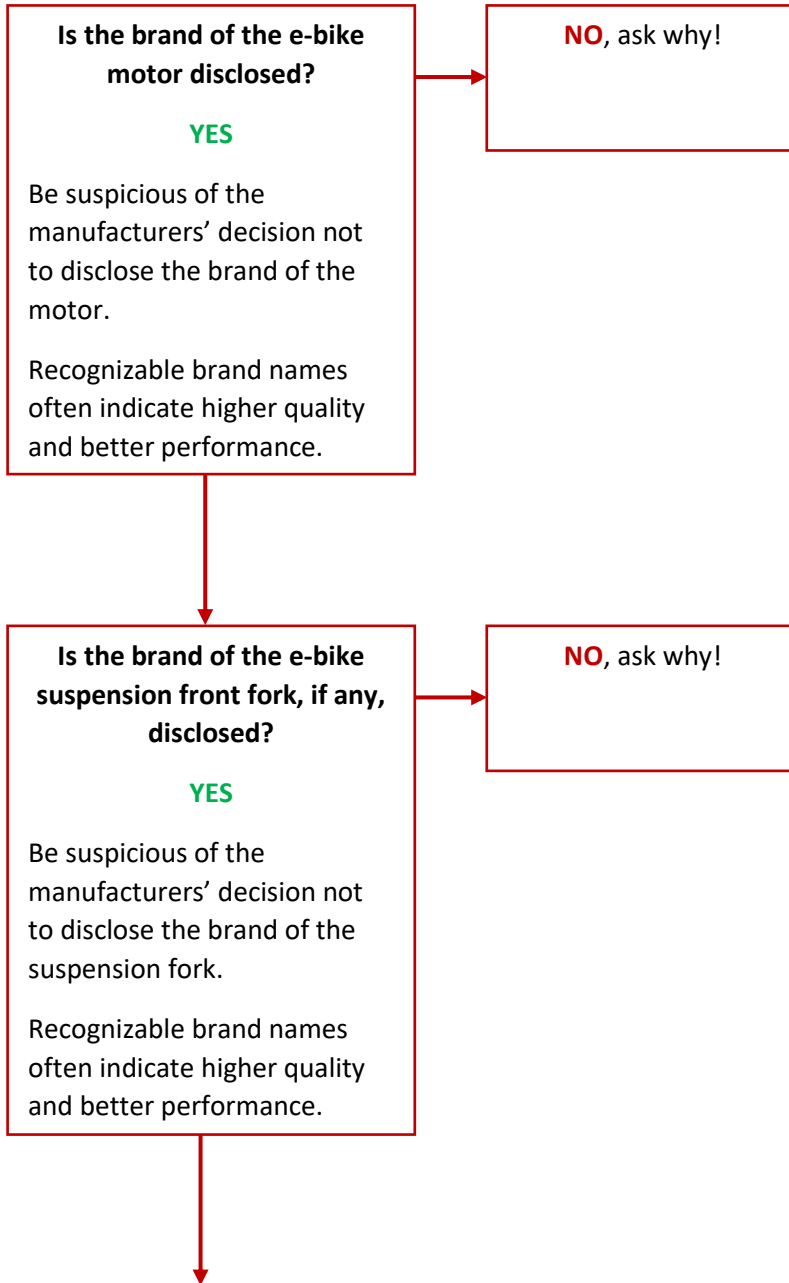 Is the brand of the e-bike
motor disclosed?
YES
Be suspicious of the
manufacturers’ decision not
to disclose the brand of the
motor.
Recognizable brand names
often indicate higher quality
and better performance.
NO, ask why!
Is the brand of the e-bike
suspension front fork, if any,
disclosed?
YES
Be suspicious of the
manufacturers’ decision not
to disclose the brand of the
suspension fork.
Recognizable brand names
often indicate higher quality
and better performance.
NO, ask why!